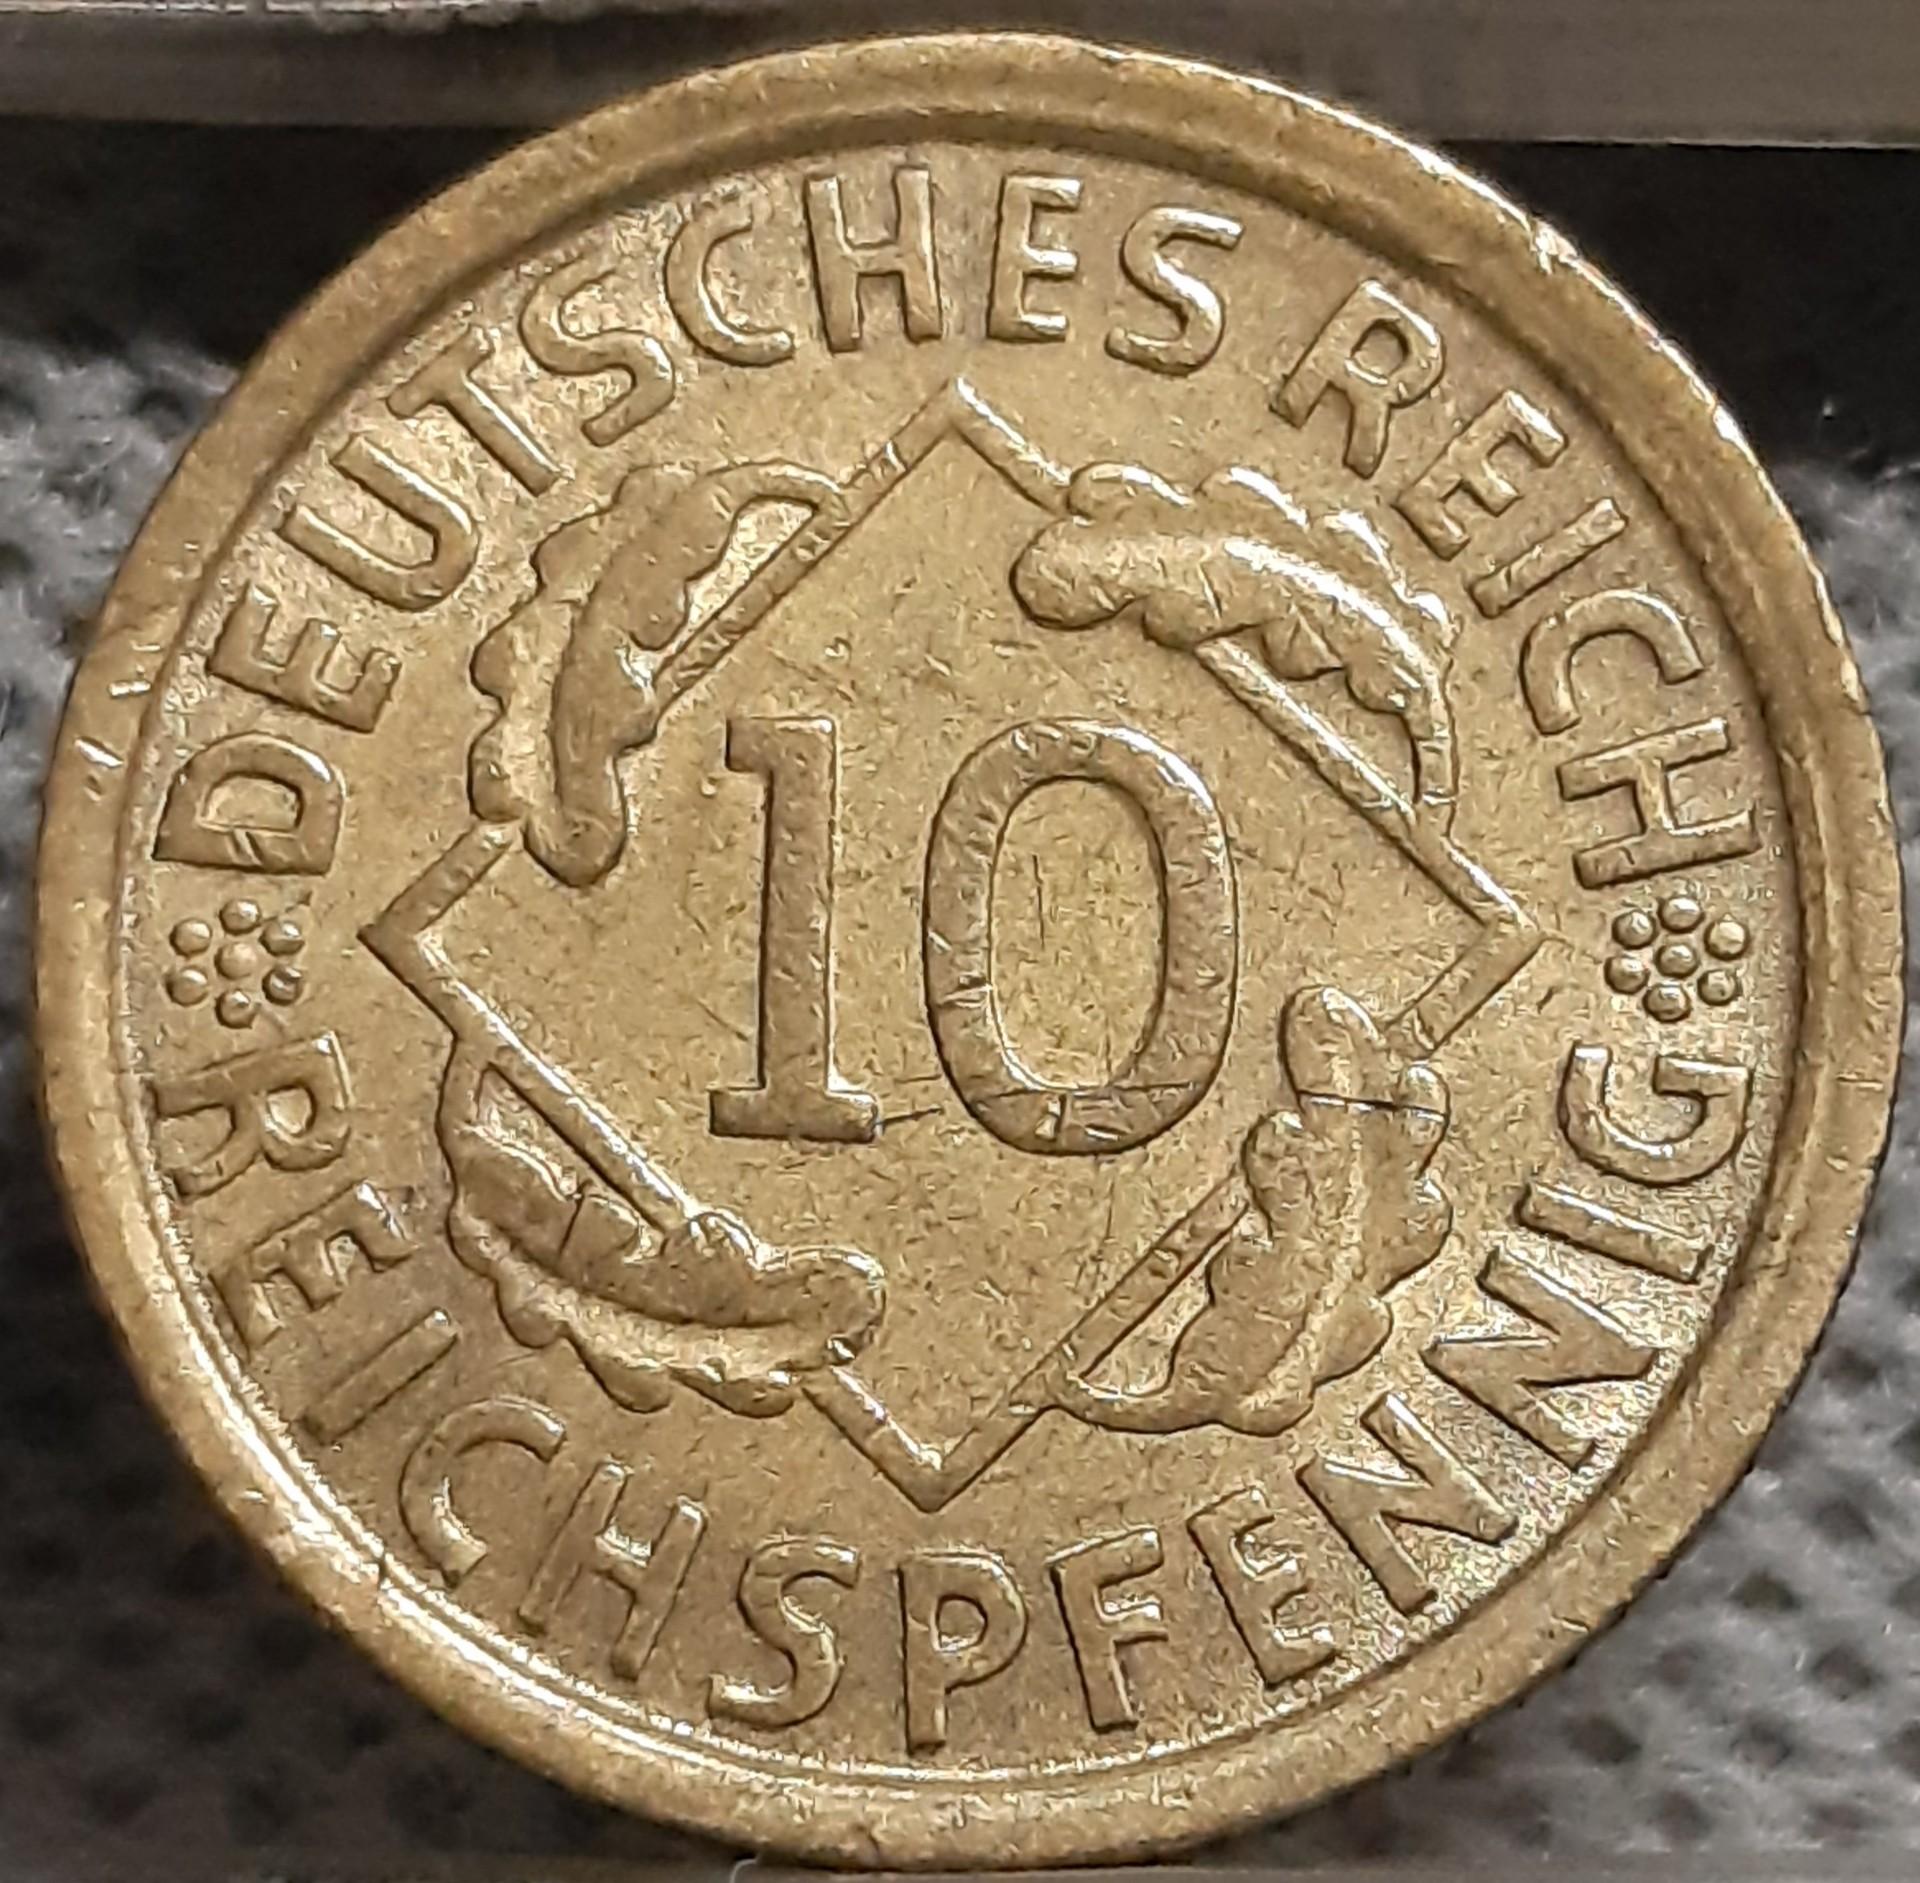 DEUTSCHES REICH
10
REICHSPFENNIG